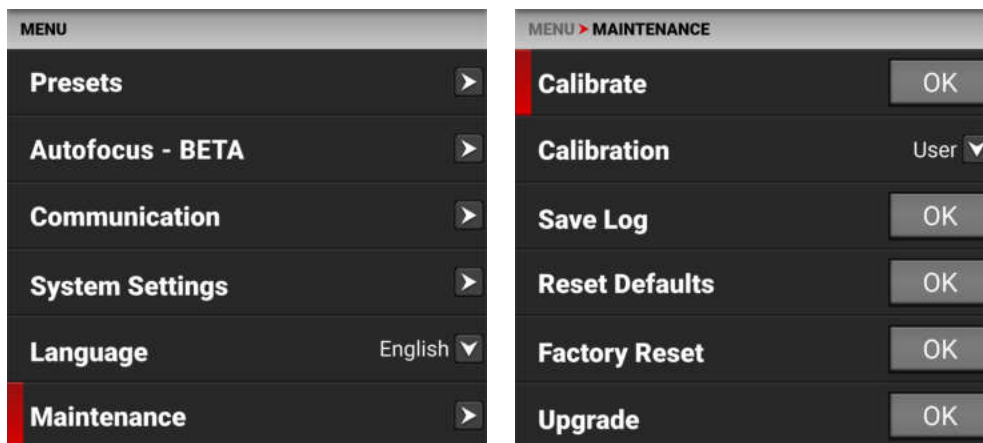 MENU
Presets
Autofocus - BETA
Communication
System Settings
Language English
Maintenance
MENU > MAINTENANCE
Calibrate OK
Calibration User
Save Log OK
Reset Defaults OK
Factory Reset OK
Upgrade OK